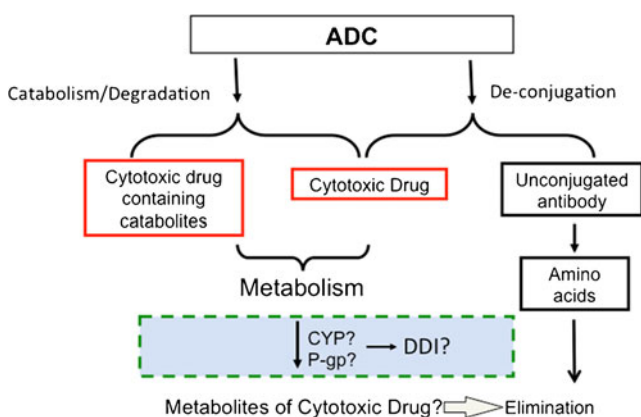 ADC
Catabolism/Degradation
De-conjugation
Cytotoxic drug
containing
catabolites
Cytotoxic Drug
Unconjugated
antibody
Amino
acids
Metabolism
CYP?
P-gp?
DDI?
Metabolites of Cytotoxic Drug?
Elimination